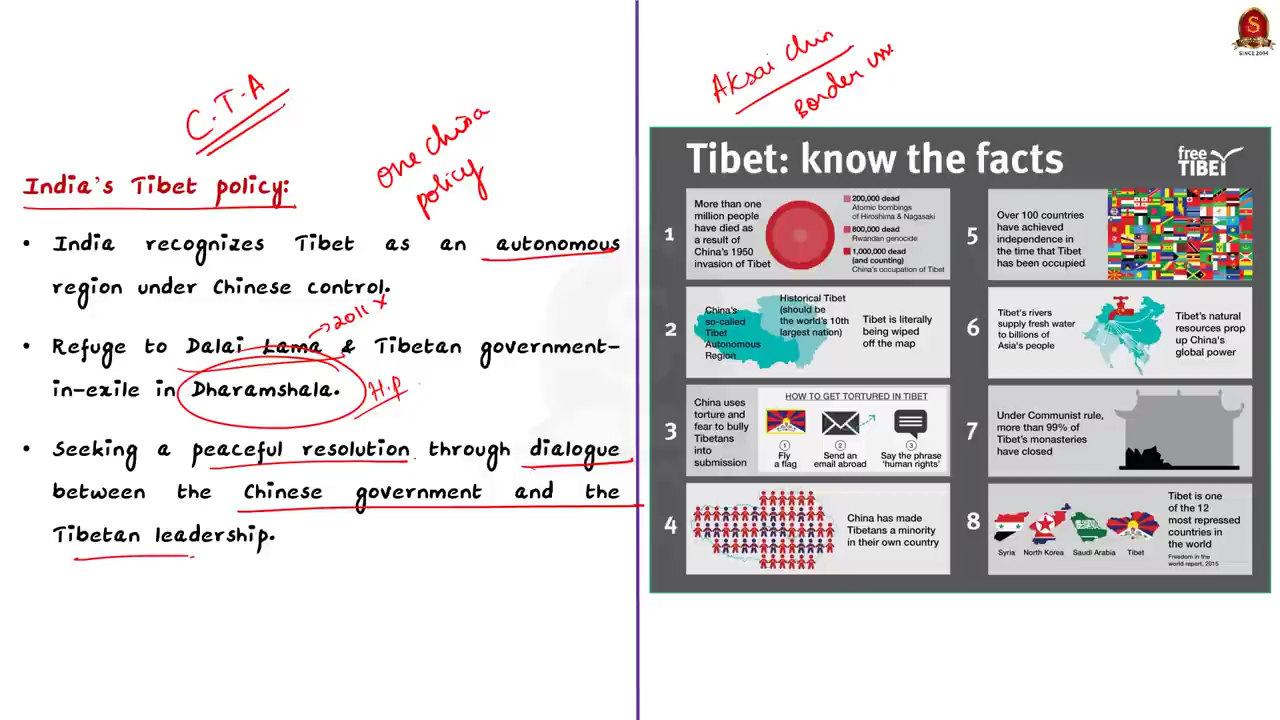 C.T.A
one china
policy
India's Tibet policy:
• India recognizes Tibet as an autonomous
region under Chinese control.
2011 x
• Refuge to Dalai Lama & Tibetan government-
in-exile in Dharamshala.
H.P
• Seeking a peaceful resolution through dialogue
between the Chinese government and the
Tibetan leadership.
Aksai chin
Border
S
SINCE 2004
Tibet: know the facts
free
TIBET
1
More than one
million people
have died as
a result of
China's 1950
invasion of Tibet
200,000 dead
Atomic bombings
of Hiroshima & Nagasaki
800,000 dead
Rwandan genocide
1,000,000 dead
(and counting)
China's occupation of Tibet
2
China's
so-called
Tibet
Autonomous
Region
Historical Tibet
(should be
the world's 10th
largest nation)
Tibet is literally
being wiped
off the map
3
China uses
torture and
fear to bully
Tibetans
into
submission
HOW TO GET TORTURED IN TIBET
1
Fly
a flag
2
Send an
email abroad
3
Say the phrase
'human rights'
4
China has made
Tibetans a minority
in their own country
5
Over 100 countries
have achieved
independence in
the time that Tibet
has been occupied
6
Tibet's rivers
supply fresh water
to billions of
Asia's people
Tibet's natural
resources prop
up China's
global power
7
Under Communist rule,
more than 99% of
Tibet's monasteries
have closed
8
Syria
North Korea
Saudi Arabia
Tibet
Tibet is one
of the 12
most repressed
countries in
the world
Freedom in the
world report, 2015